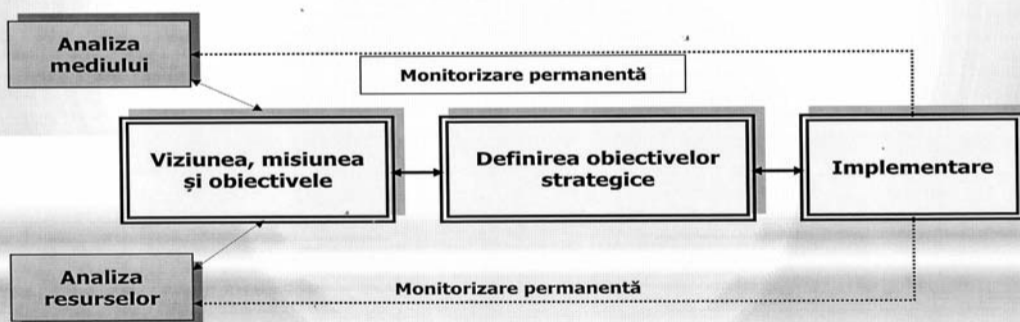 Analiza
mediului
Monitorizare permanentă
Viziunea, misiunea
și obiectivele
Definirea obiectivelor
strategice
Implementare
Analiza
resurselor
Monitorizare permanentă